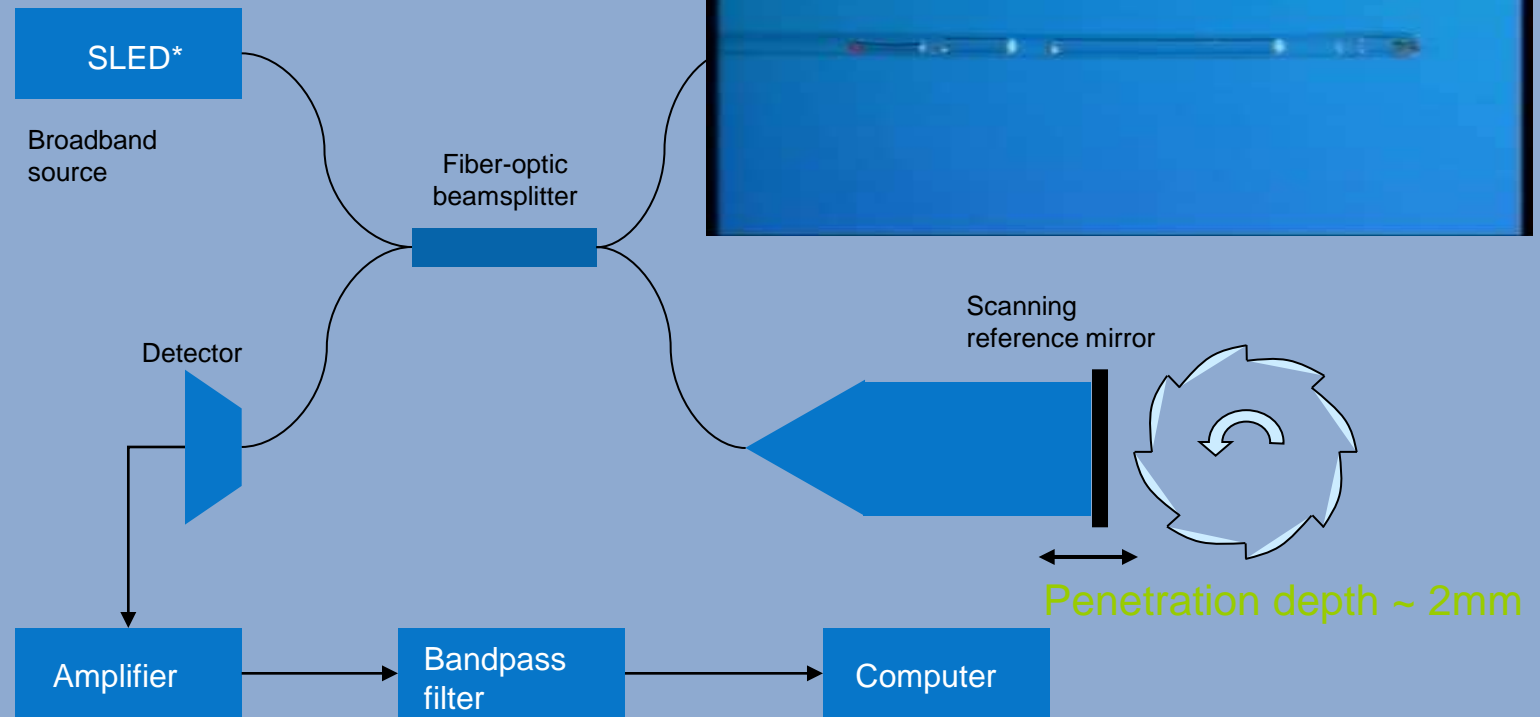 SLED*
Broadband
source
Fiber-optic
beamsplitter
Scanning
reference mirror
Detector
Penetration depth ~ 2mm
Amplifier
Bandpass
filter
Computer